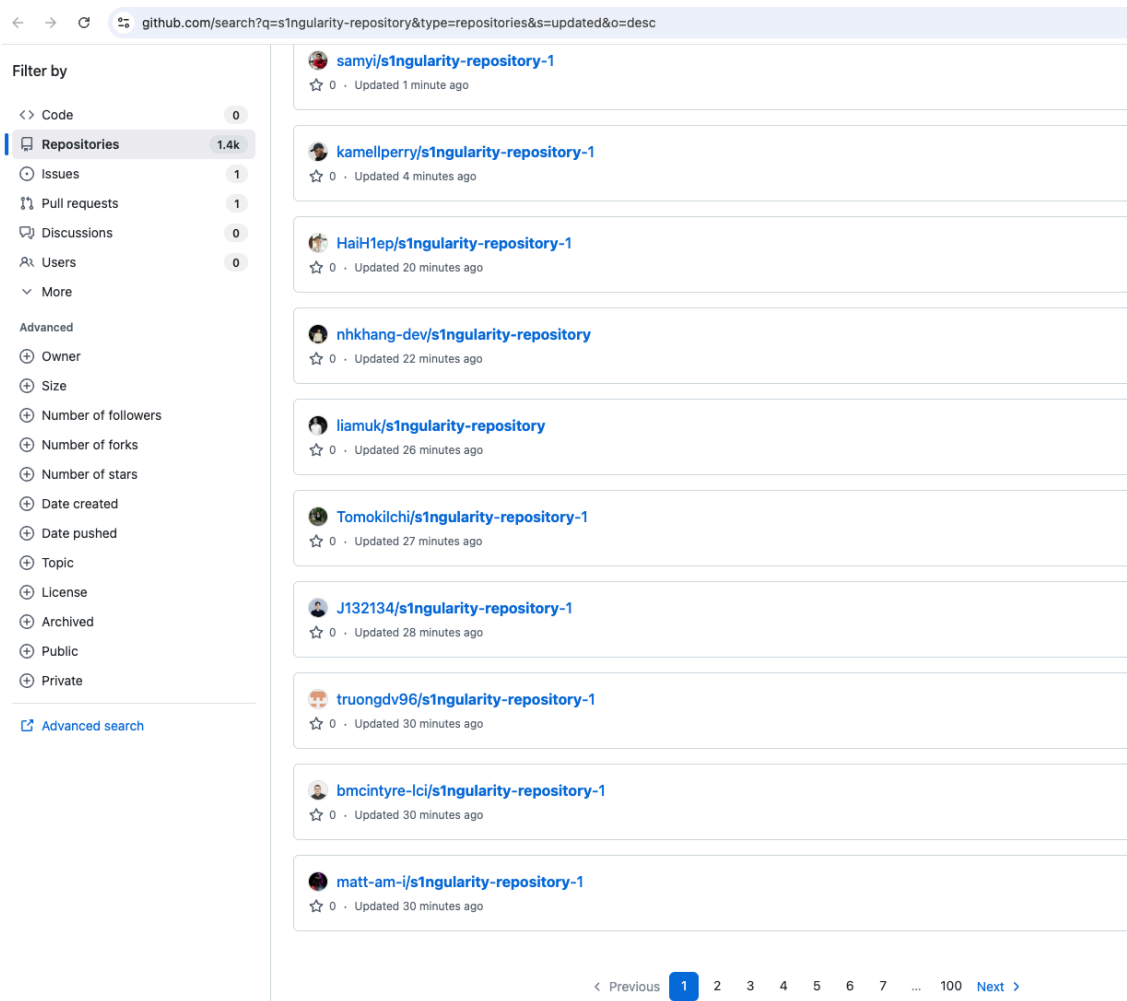 github.com/search?q=s1ngularity-repository&type=repositories&s=updated&o=desc
Filter by
Code 0
Repositories 1.4k
Issues 1
Pull requests 1
Discussions 0
Users 0
More
Advanced
Owner
Size
Number of followers
Number of forks
Number of stars
Date created
Date pushed
Topic
License
Archived
Public
Private
Advanced search
samyi/s1ngularity-repository-1
0 · Updated 1 minute ago
kamellperry/s1ngularity-repository-1
0 · Updated 4 minutes ago
HaiH1ep/s1ngularity-repository-1
0 · Updated 20 minutes ago
nhkhang-dev/s1ngularity-repository
0 · Updated 22 minutes ago
liamuk/s1ngularity-repository
0 · Updated 26 minutes ago
Tomokilchi/s1ngularity-repository-1
0 · Updated 27 minutes ago
J132134/s1ngularity-repository-1
0 · Updated 28 minutes ago
truongdv96/s1ngularity-repository-1
0 · Updated 30 minutes ago
bmcintyre-lci/s1ngularity-repository-1
0 · Updated 30 minutes ago
matt-am-i/s1ngularity-repository-1
0 · Updated 30 minutes ago
Previous 1 2 3 4 5 6 7 ... 100 Next